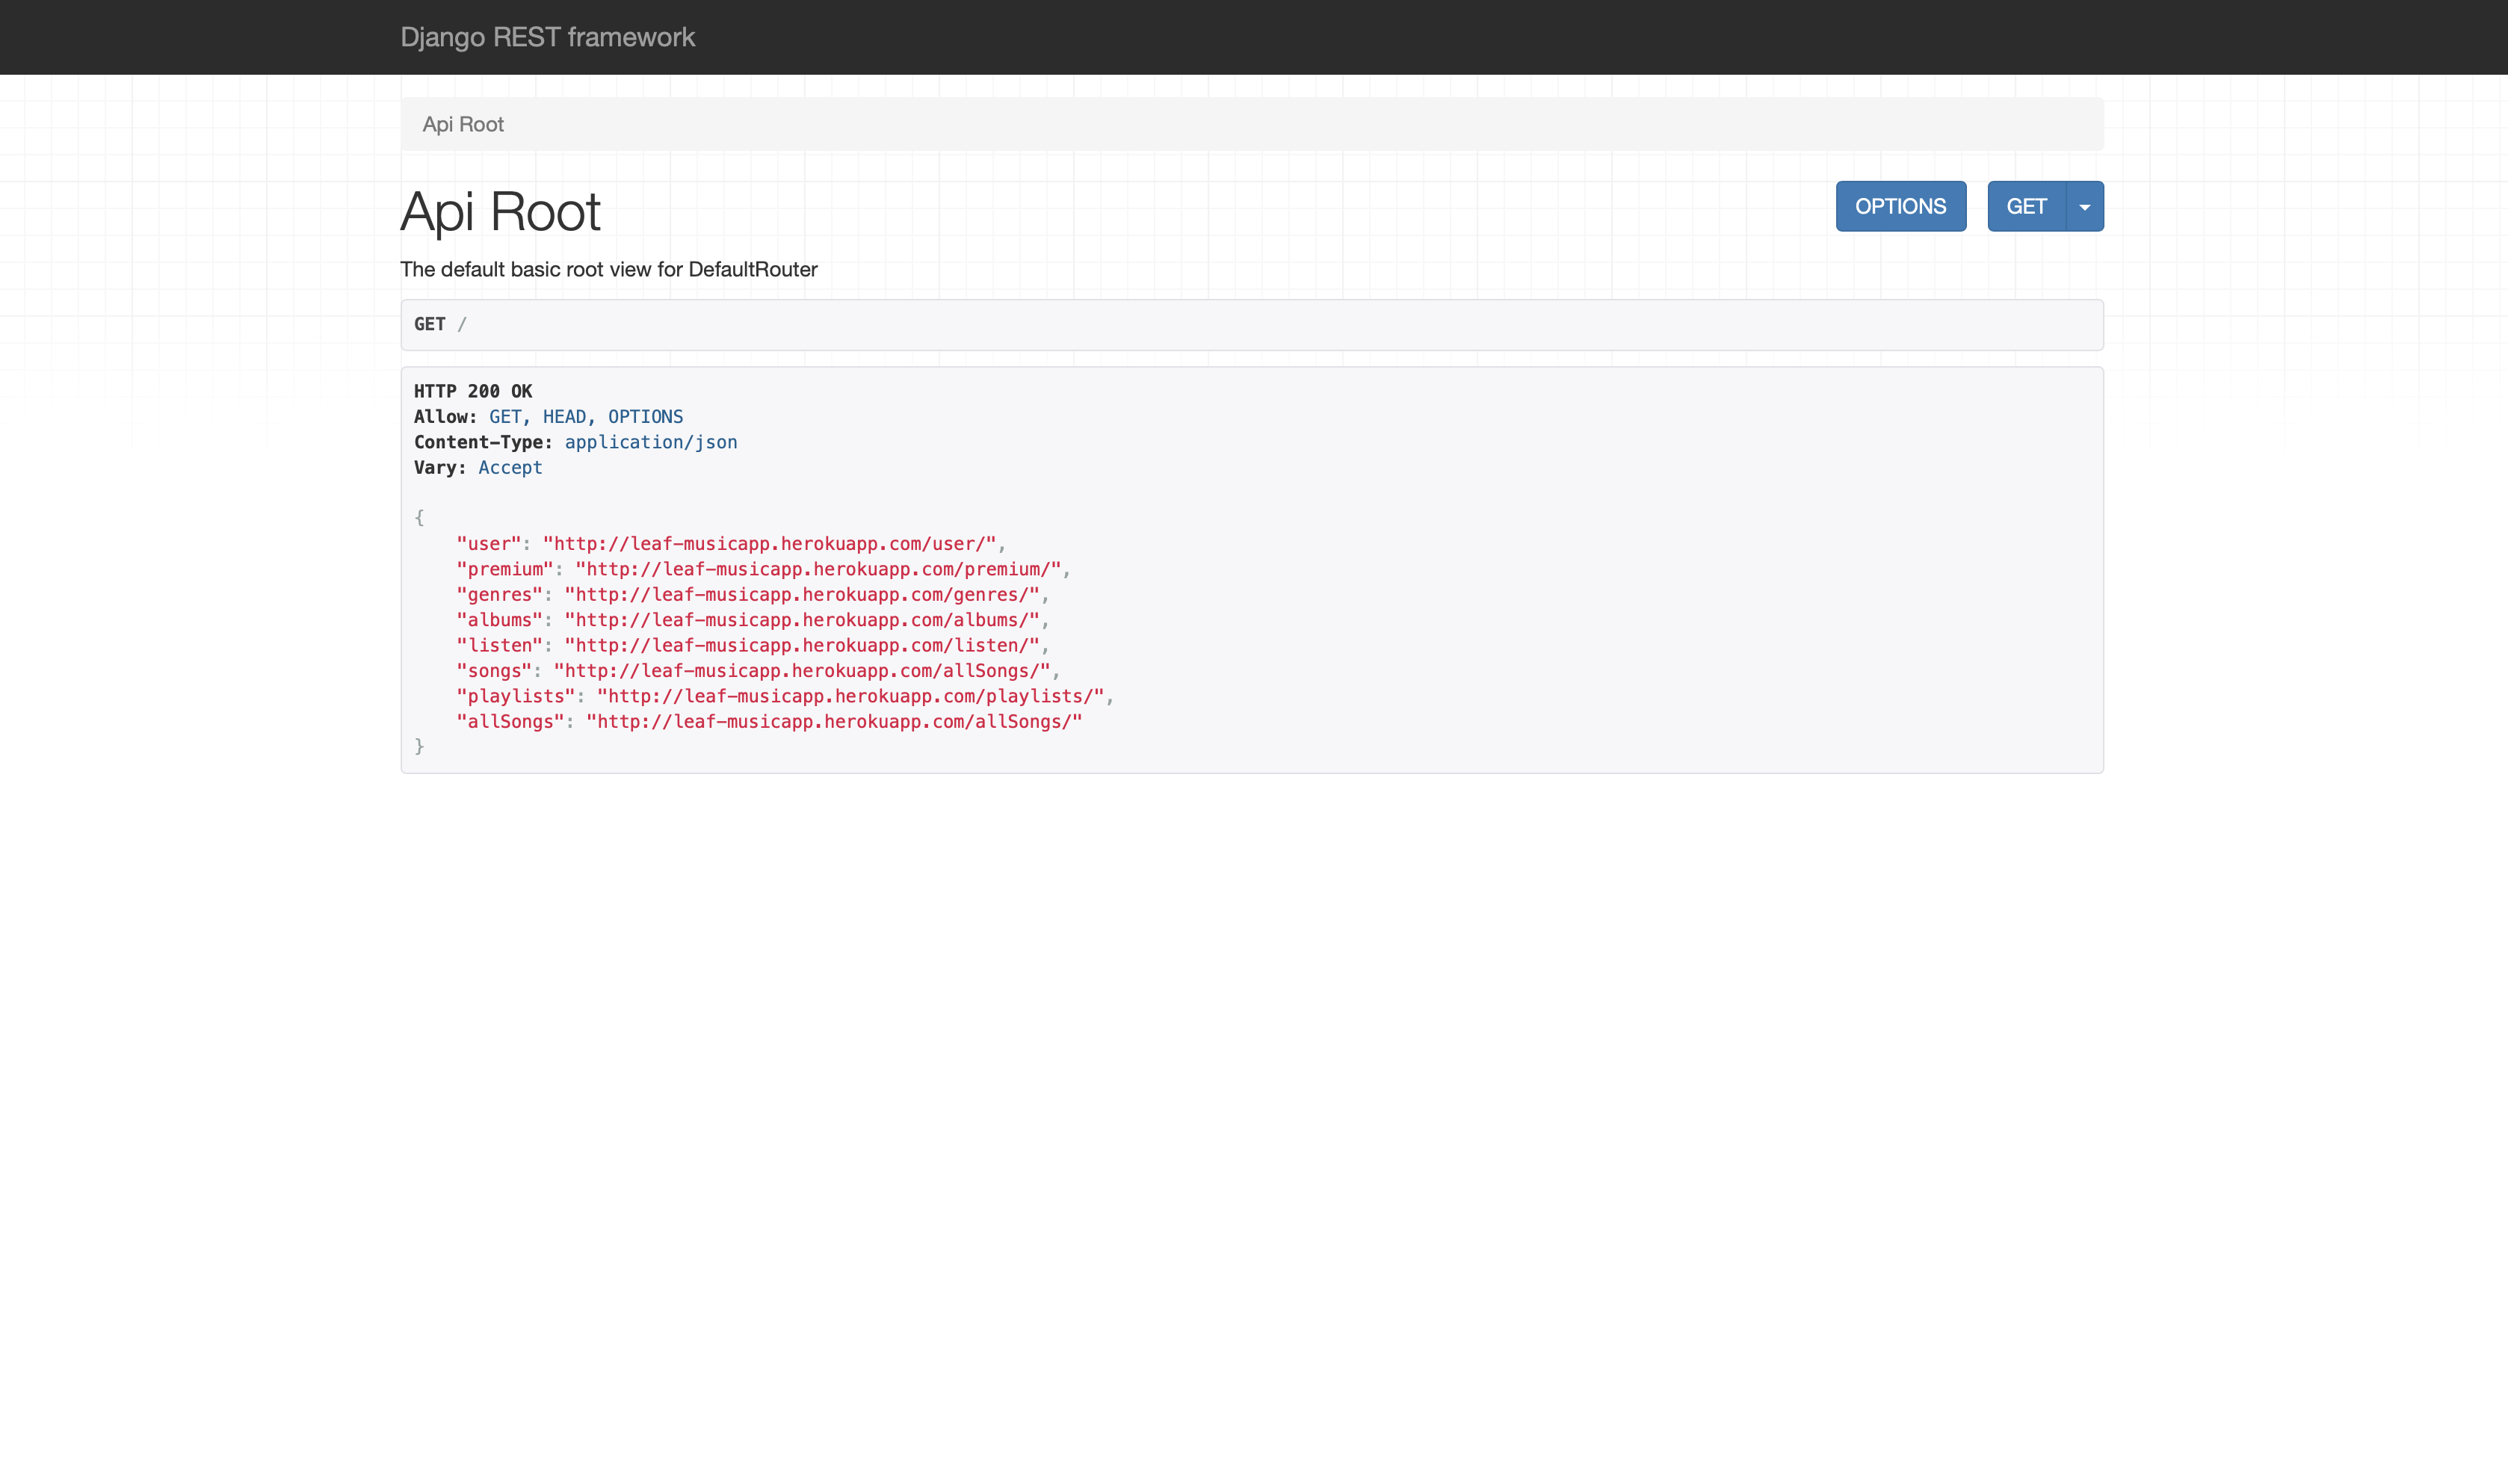 Django REST framework
Api Root
Api Root
OPTIONS
GET
The default basic root view for DefaultRouter
GET /
HTTP 200 OK
Allow: GET, HEAD, OPTIONS
Content-Type: application/json
Vary: Accept
{
    "user": "http://leaf-musicapp.herokuapp.com/user/",
    "premium": "http://leaf-musicapp.herokuapp.com/premium/",
    "genres": "http://leaf-musicapp.herokuapp.com/genres/",
    "albums": "http://leaf-musicapp.herokuapp.com/albums/",
    "listen": "http://leaf-musicapp.herokuapp.com/listen/",
    "songs": "http://leaf-musicapp.herokuapp.com/allSongs/",
    "playlists": "http://leaf-musicapp.herokuapp.com/playlists/",
    "allSongs": "http://leaf-musicapp.herokuapp.com/allSongs/"
}